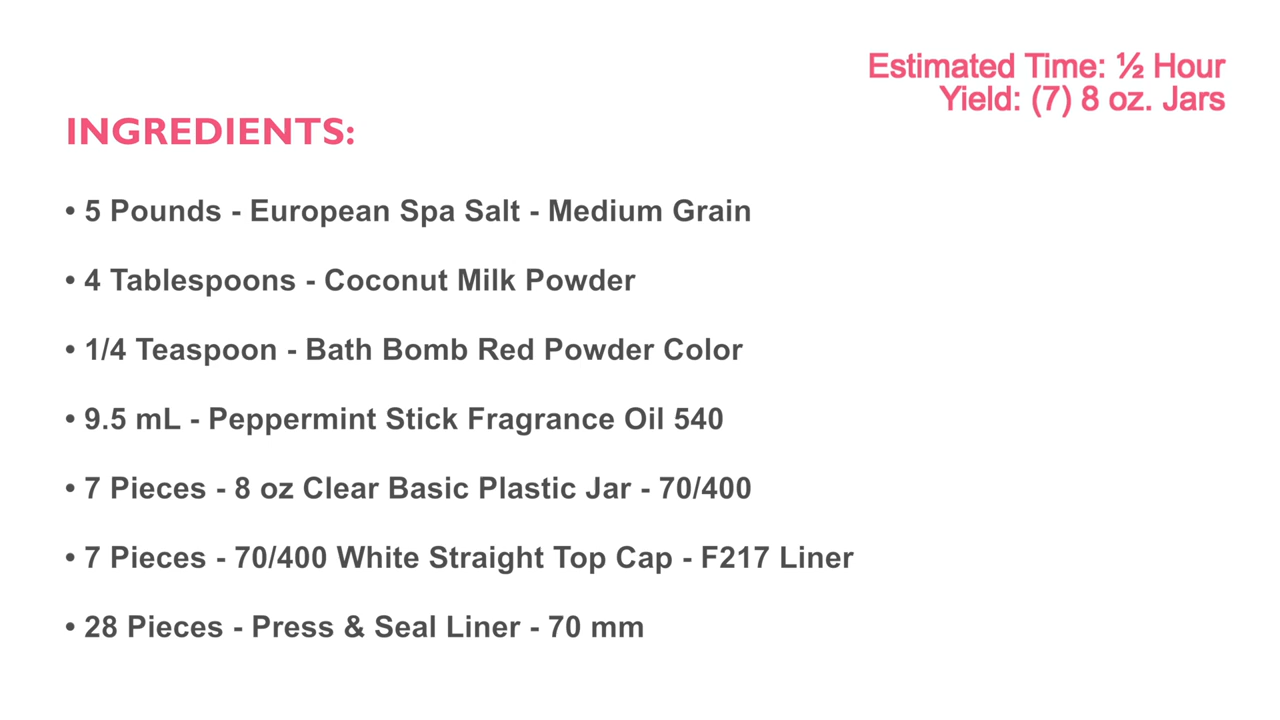 Estimated Time: ½ Hour
Yield: (7) 8 oz. Jars
INGREDIENTS:
• 5 Pounds - European Spa Salt - Medium Grain
• 4 Tablespoons - Coconut Milk Powder
• 1/4 Teaspoon - Bath Bomb Red Powder Color
• 9.5 mL - Peppermint Stick Fragrance Oil 540
• 7 Pieces - 8 oz Clear Basic Plastic Jar - 70/400
• 7 Pieces - 70/400 White Straight Top Cap - F217 Liner
• 28 Pieces - Press & Seal Liner - 70 mm